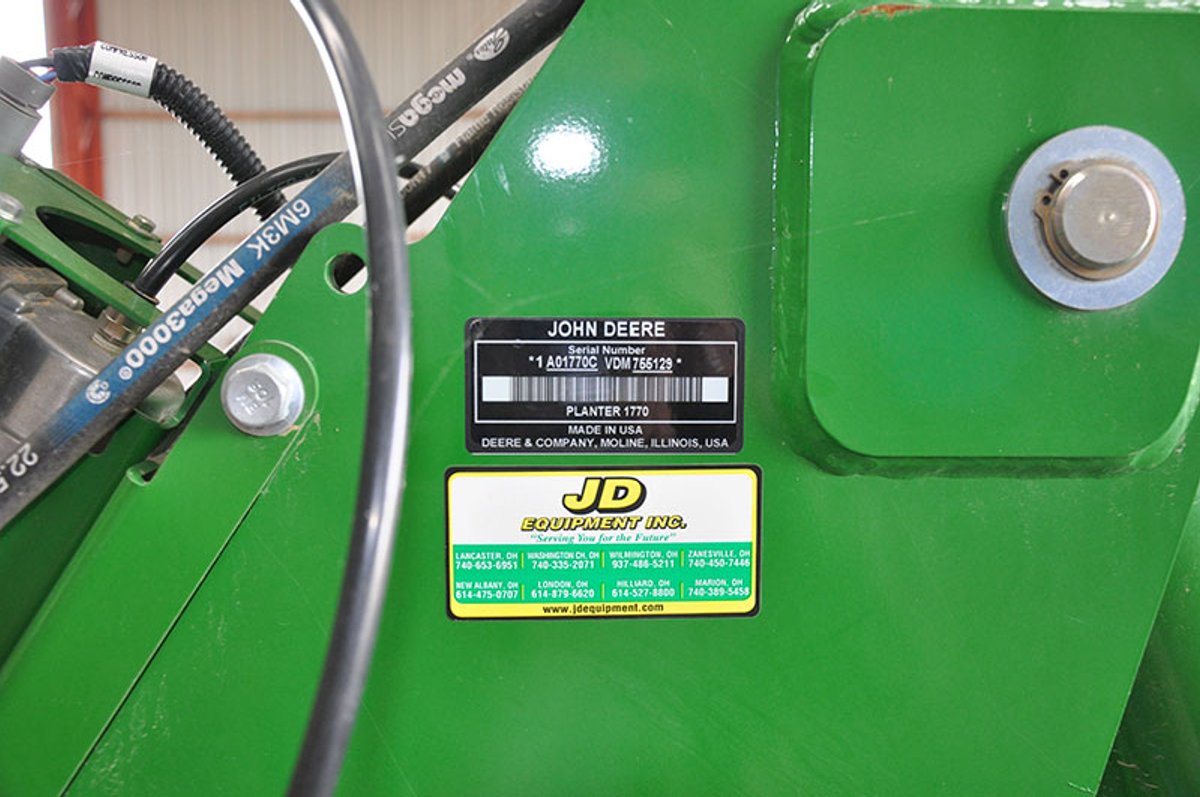 COMPRESSOR
Gates
megaSys
6M3K Mega3000®
JOHN DEERE
Serial Number
*1 A01770C VDM 755129 *
PLANTER 1770
MADE IN USA
DEERE & COMPANY, MOLINE, ILLINOIS, USA
JD
EQUIPMENT INC.
"Serving You for the Future"
LANCASTER, OH | WASHINGTON CH, OH | WILMINGTON, OH | ZANESVILLE, OH
740-653-6951 | 740-335-2071 | 937-486-5211 | 740-450-7446
NEW ALBANY, OH | LONDON, OH | HILLIARD, OH | MARION, OH
614-475-0707 | 614-879-6620 | 614-527-8800 | 740-389-5458
www.jdequipment.com